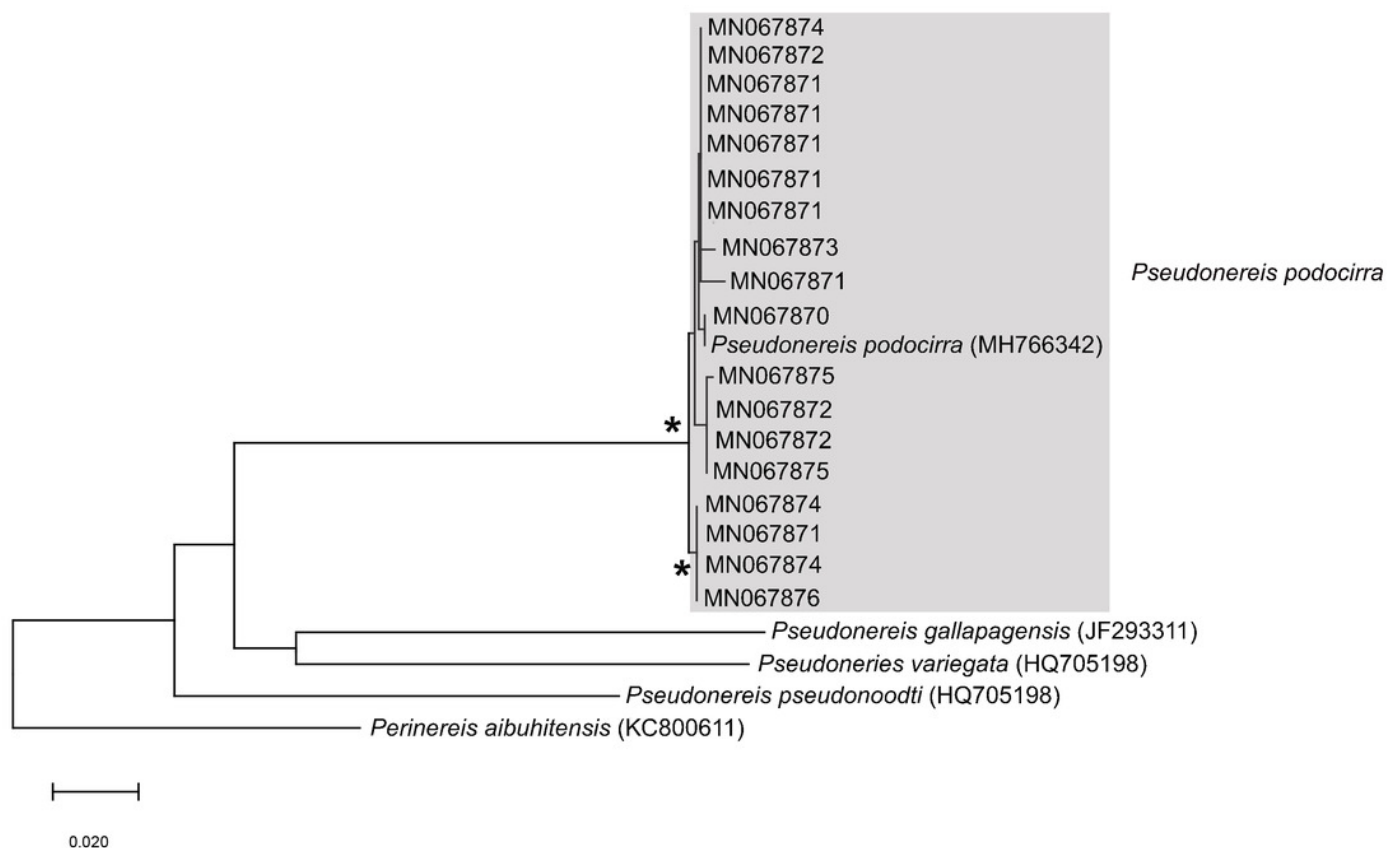 MN067874
MN067872
MN067871
MN067871
MN067871
MN067871
MN067871
MN067873
MN067871
Pseudonereis podocirra
MN067870
Pseudonereis podocirra (MH766342)
MN067875
MN067872
MN067872
MN067875
*
MN067874
MN067871
MN067874
*
MN067876
Pseudonereis gallapagensis (JF293311)
Pseudoneries variegata (HQ705198)
Pseudonereis pseudonoodti (HQ705198)
Perinereis aibuhitensis (KC800611)
0.020